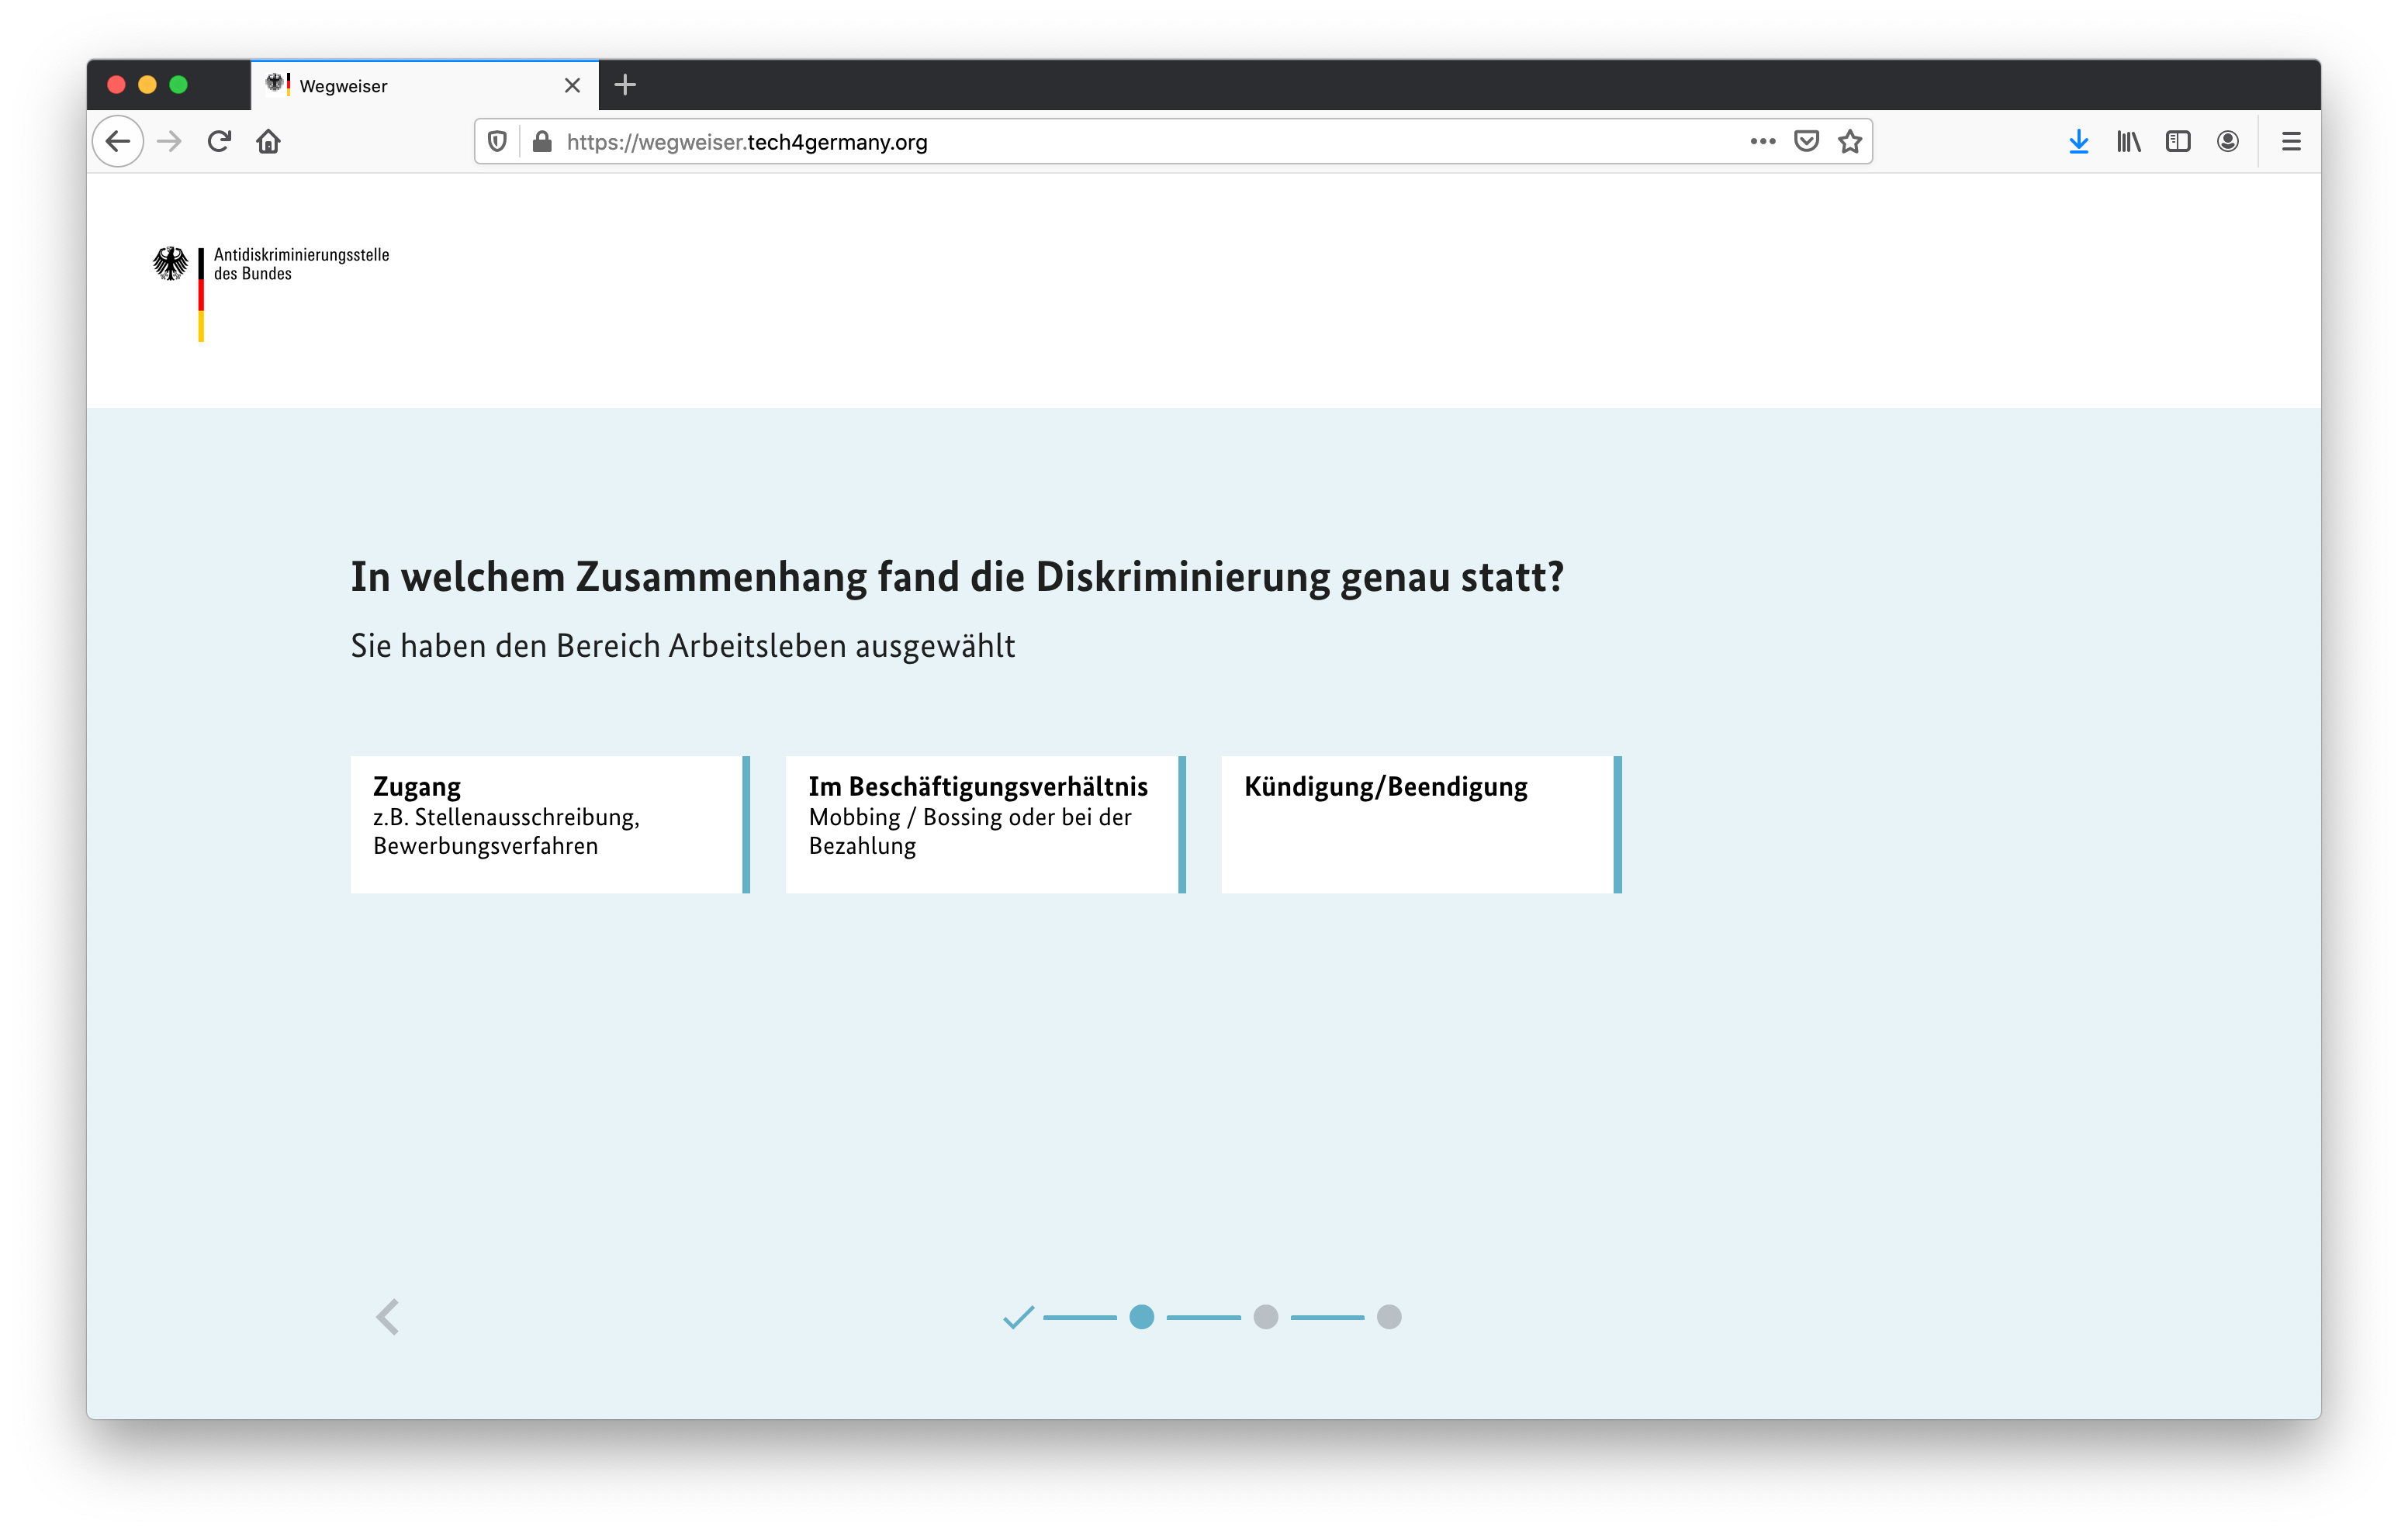 Wegweiser
https://wegweiser.tech4germany.org
Antidiskriminierungsstelle
des Bundes
In welchem Zusammenhang fand die Diskriminierung genau statt?
Sie haben den Bereich Arbeitsleben ausgewählt
Zugang
z.B. Stellenausschreibung,
Bewerbungsverfahren
Im Beschäftigungsverhältnis
Mobbing / Bossing oder bei der
Bezahlung
Kündigung/Beendigung